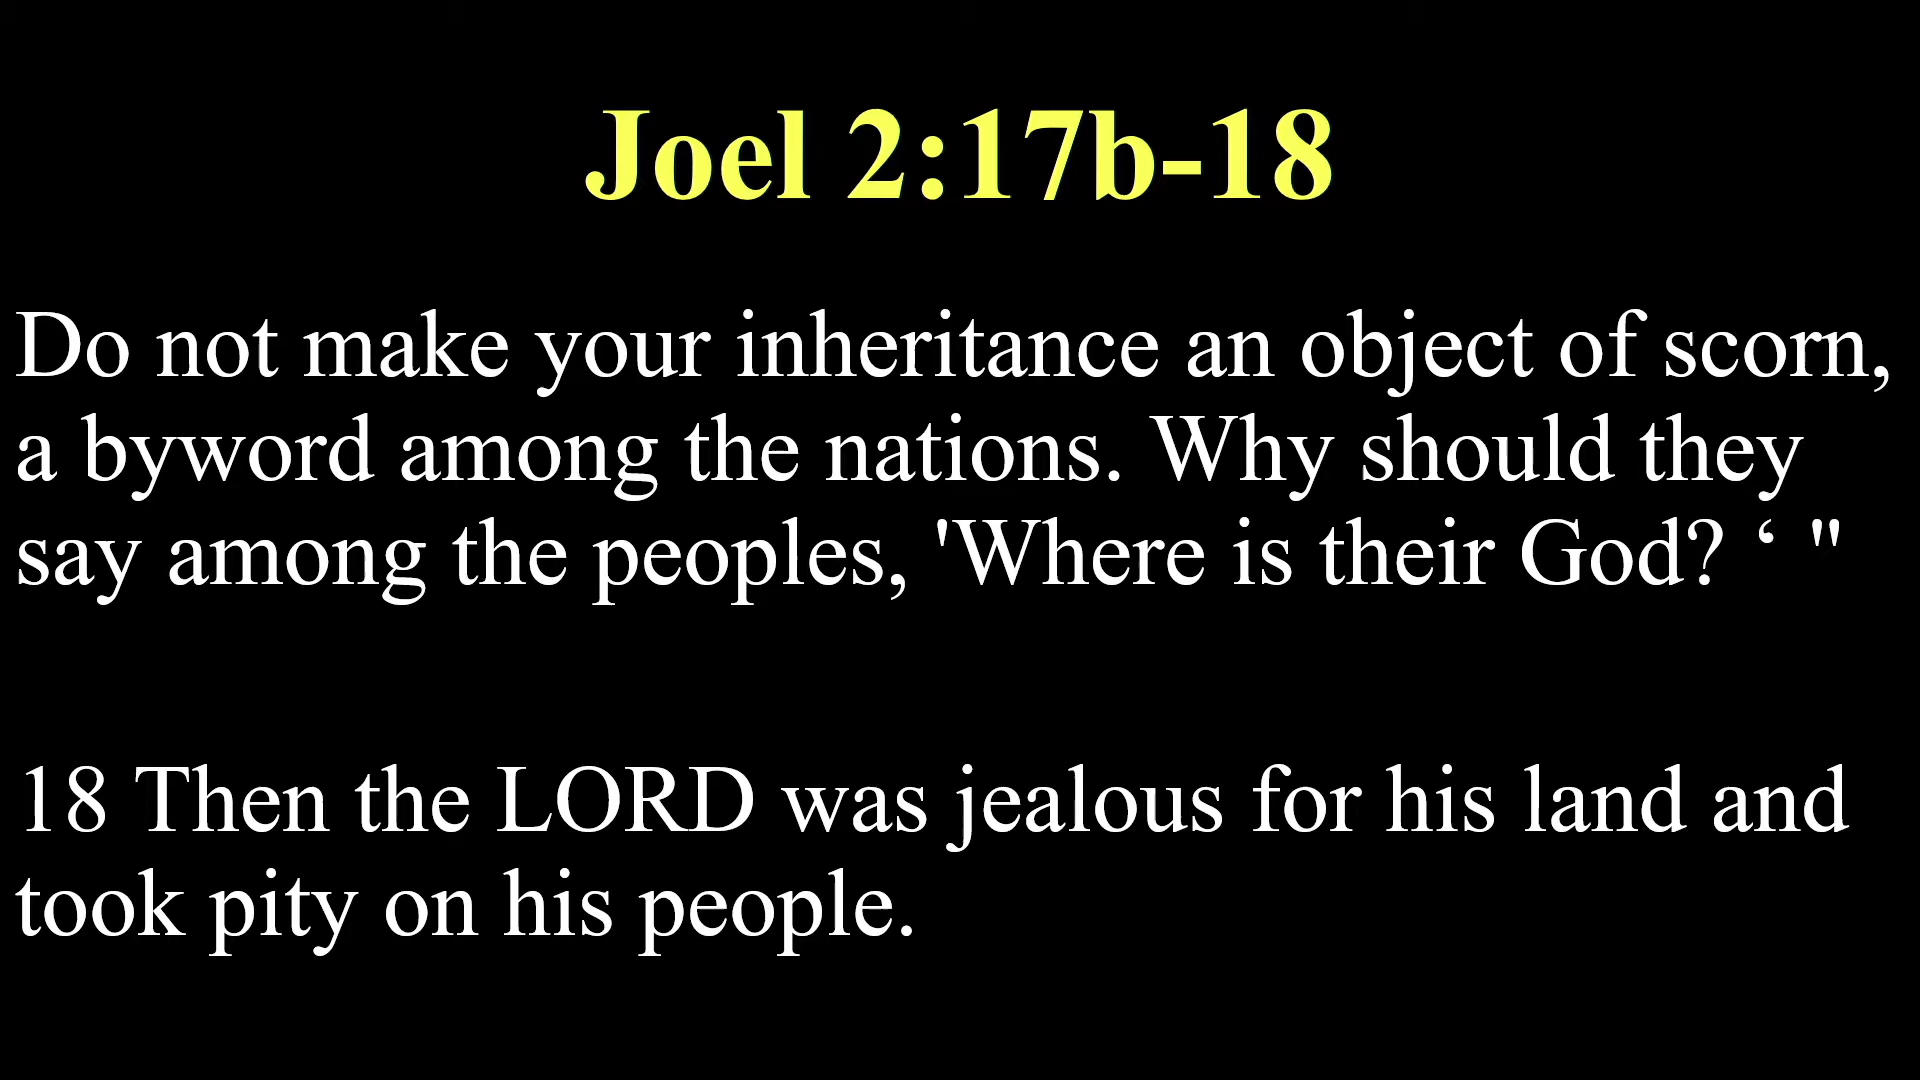 Joel 2:17b-18
Do not make your inheritance an object of scorn,
a byword among the nations. Why should they
say among the peoples, 'Where is their God? ‘ "
18 Then the LORD was jealous for his land and
took pity on his people.